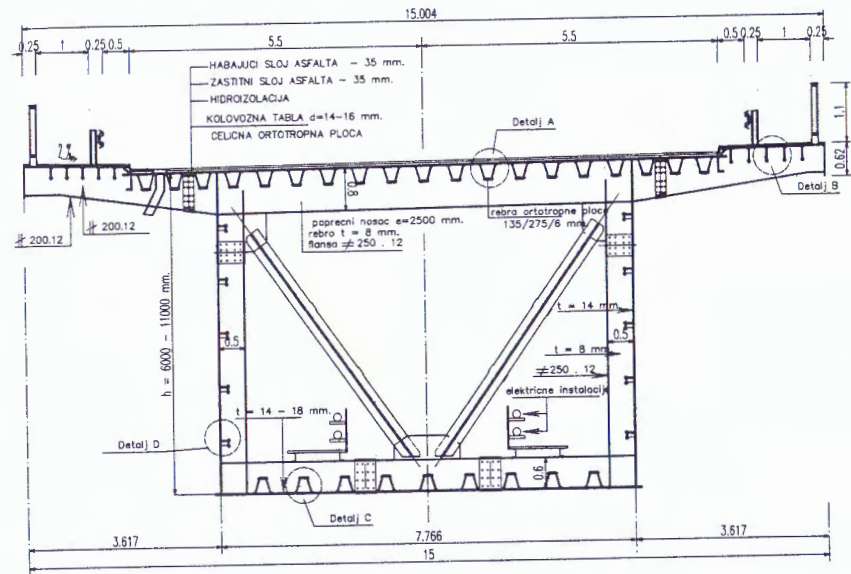 15.004
0.25 1 0.25 0.5 5.5 5.5 0.5 0.25 1 0.25
HABAJUCI SLOJ ASFALTA - 35 mm.
ZASTITNI SLOJ ASFALTA - 35 mm.
HIDROIZOLACIJA
KOLOVOZNA TABLA d=14-16 mm.
CELICNA ORTOTROPNA PLOCA
Detalj A
1.1
0.62
Detalj B
0.8
≠ 200.12
≠ 200.12
poprecni nosac e=2500 mm.
rebro t = 8 mm.
flansa ≠ 250 . 12
rebra ortotropne ploce
135/275/6 mm
h = 6000 - 11000 mm.
t = 14 mm
0.5
0.5
t = 8 mm
≠250 . 12
elektricne instalacije
t = 14 - 18 mm.
Detalj D
0.6
Detalj C
3.617 7.766 3.617
15